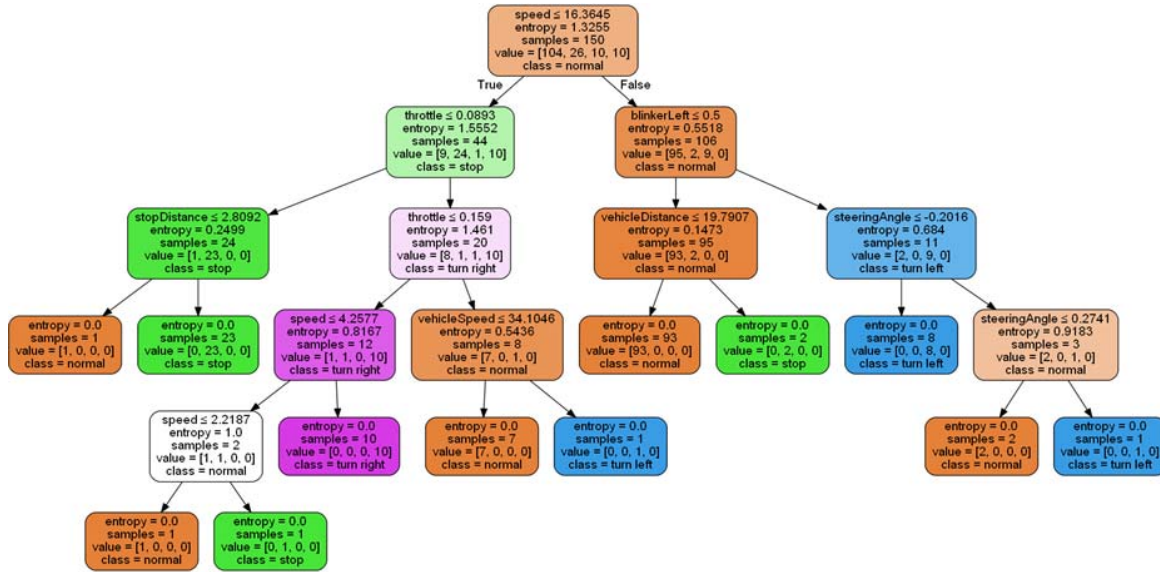 speed ≤ 16.3645
entropy = 1.3255
samples = 150
value = [104, 26, 10, 10]
class = normal
True
False
throttle ≤ 0.0893
entropy = 1.5552
samples = 44
value = [9, 24, 1, 10]
class = stop
blinkerLeft ≤ 0.5
entropy = 0.5518
samples = 106
value = [95, 2, 9, 0]
class = normal
stopDistance ≤ 2.8092
entropy = 0.2499
samples = 24
value = [1, 23, 0, 0]
class = stop
throttle ≤ 0.159
entropy = 1.461
samples = 20
value = [8, 1, 1, 10]
class = turn right
vehicleDistance ≤ 19.7907
entropy = 0.1473
samples = 95
value = [93, 2, 0, 0]
class = normal
steeringAngle ≤ -0.2016
entropy = 0.684
samples = 11
value = [2, 0, 9, 0]
class = turn left
entropy = 0.0
samples = 1
value = [1, 0, 0, 0]
class = normal
entropy = 0.0
samples = 23
value = [0, 23, 0, 0]
class = stop
speed ≤ 4.2577
entropy = 0.8167
samples = 12
value = [1, 1, 0, 10]
class = turn right
vehicleSpeed ≤ 34.1046
entropy = 0.5436
samples = 8
value = [7, 0, 1, 0]
class = normal
entropy = 0.0
samples = 93
value = [93, 0, 0, 0]
class = normal
entropy = 0.0
samples = 2
value = [0, 2, 0, 0]
class = stop
entropy = 0.0
samples = 8
value = [0, 0, 8, 0]
class = turn left
steeringAngle ≤ 0.2741
entropy = 0.9183
samples = 3
value = [2, 0, 1, 0]
class = normal
speed ≤ 2.2187
entropy = 1.0
samples = 2
value = [1, 1, 0, 0]
class = normal
entropy = 0.0
samples = 10
value = [0, 0, 0, 10]
class = turn right
entropy = 0.0
samples = 7
value = [7, 0, 0, 0]
class = normal
entropy = 0.0
samples = 1
value = [0, 0, 1, 0]
class = turn left
entropy = 0.0
samples = 2
value = [2, 0, 0, 0]
class = normal
entropy = 0.0
samples = 1
value = [0, 0, 1, 0]
class = turn left
entropy = 0.0
samples = 1
value = [1, 0, 0, 0]
class = normal
entropy = 0.0
samples = 1
value = [0, 1, 0, 0]
class = stop